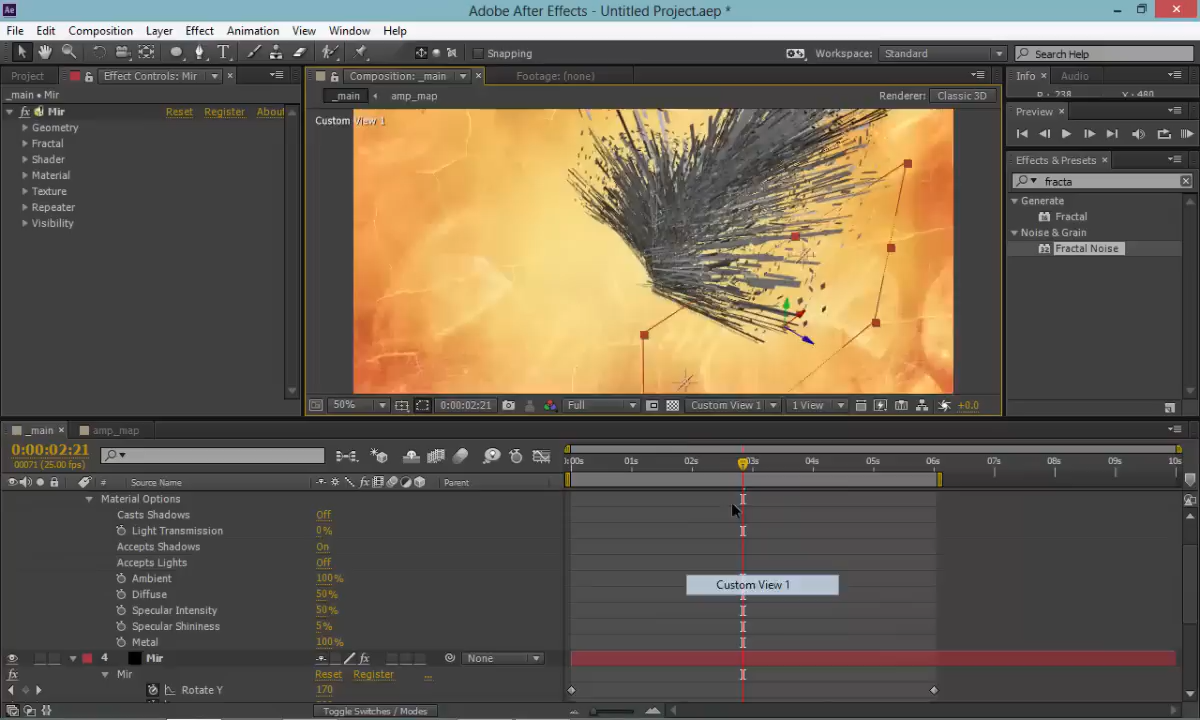 Adobe After Effects - Untitled Project.aep *
File Edit Composition Layer Effect Animation View Window Help
Snapping
Workspace: Standard
Search Help
Project
Effect Controls: Mir
Composition: _main
Footage: (none)
Info
Audio
_main • Mir
_main
amp_map
Renderer: Classic 3D
fx Mir Reset Register About
Geometry
Fractal
Shader
Material
Texture
Repeater
Visibility
Custom View 1
Preview
Effects & Presets
fracta
Generate
Fractal
Noise & Grain
Fractal Noise
50%
0:00:02:21
Full
Custom View 1
1 View
+0.0
_main
amp_map
0:00:02:21
00071 (25.00 fps)
:00s 01s 02s 03s 04s 05s 06s 07s 08s 09s 10s
# Source Name
Parent
Material Options
Casts Shadows Off
Light Transmission 0%
Accepts Shadows On
Accepts Lights Off
Ambient 100%
Custom View 1
Diffuse 50%
Specular Intensity 50%
Specular Shininess 5%
Metal 100%
4 Mir
fx
None
fx Mir Reset Register ...
Rotate Y 170
Toggle Switches / Modes